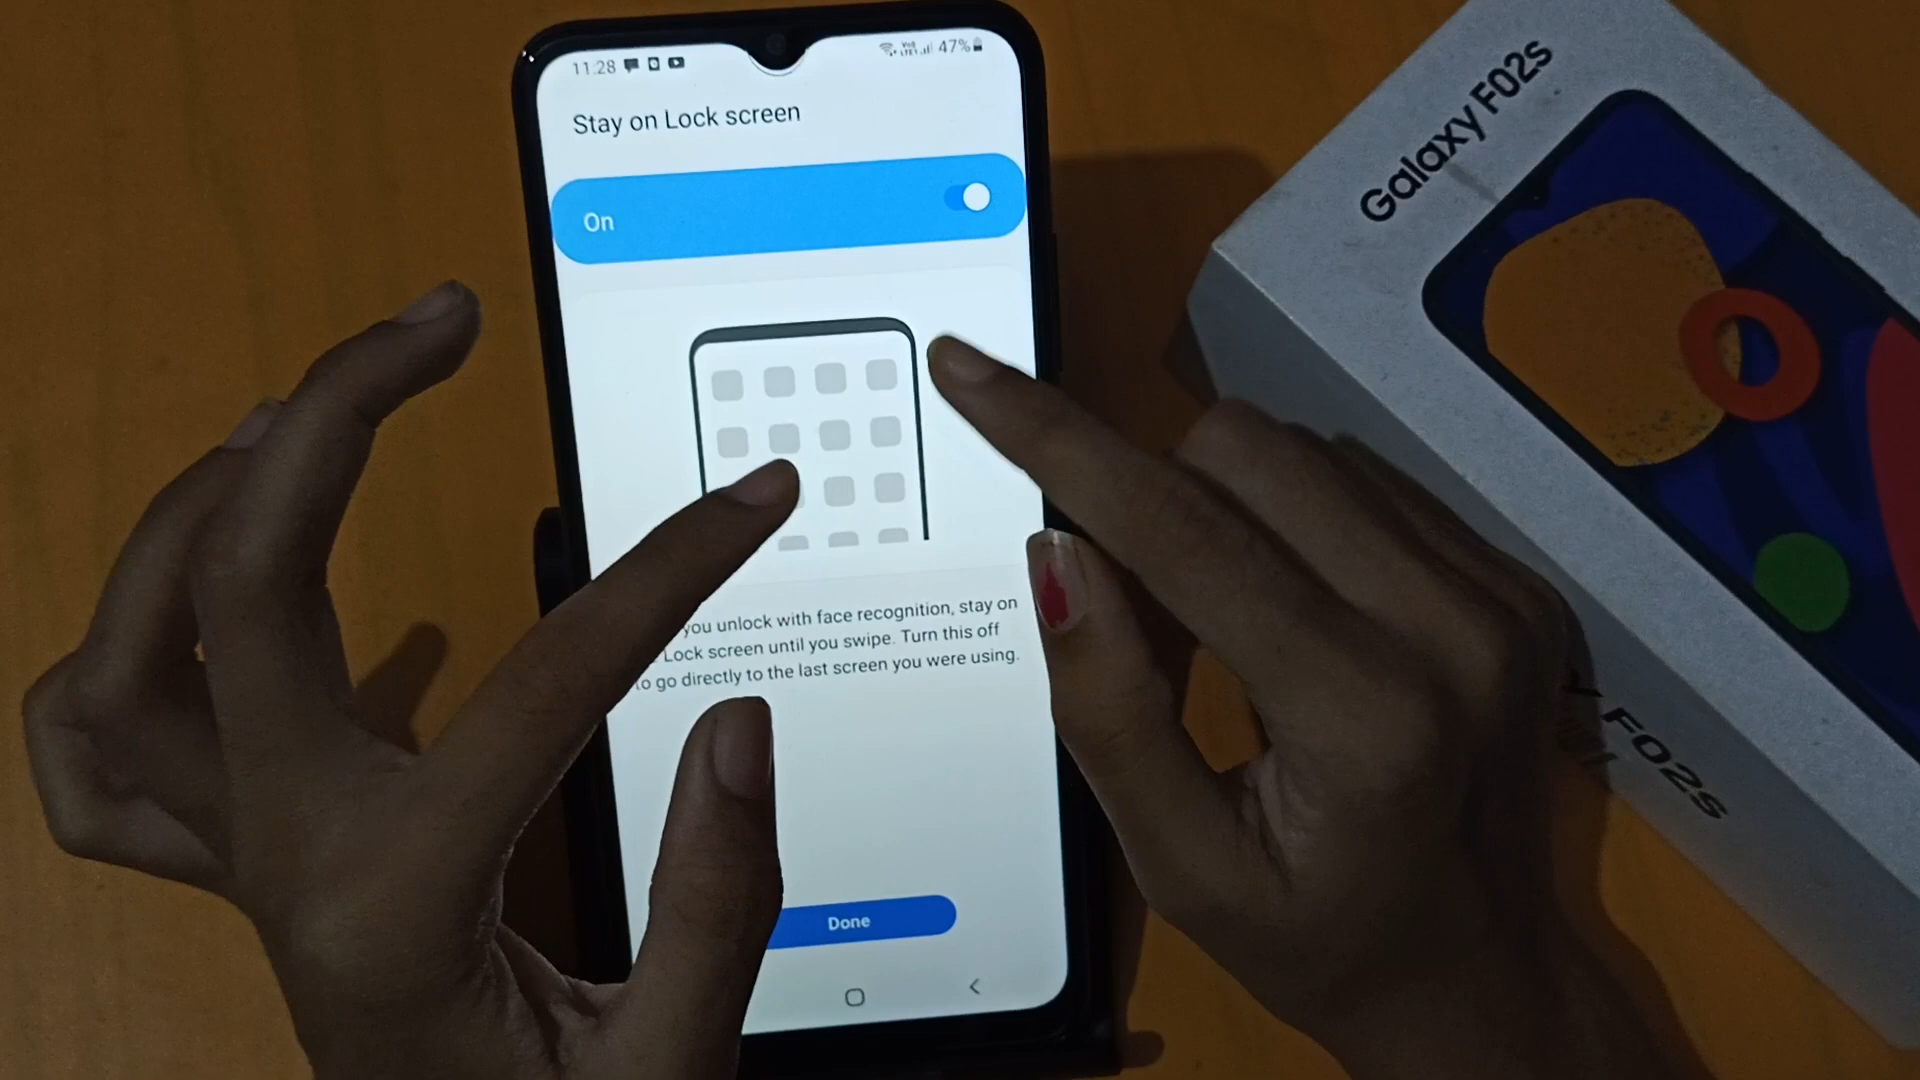 11:28
47%
Stay on Lock screen
On
you unlock with face recognition, stay on
Lock screen until you swipe. Turn this off
to go directly to the last screen you were using.
Done
Galaxy F02s
F02s